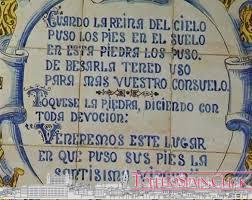 CUANDO LA REINA DEL CIELO
PUSO LOS PIES EN EL SUELO
EN ESTA PIEDRA LOS PUSO.
DE BESARLA TENED USO
PARA MAS VUESTRO CONSUELO.
TOQUESE LA PIEDRA, DICIENDO CON
TODA DEVOCION:
VENEREMOS ESTE LUGAR
EN QUE PUSO SUS PIES LA
SANTISIMA VIRGEN